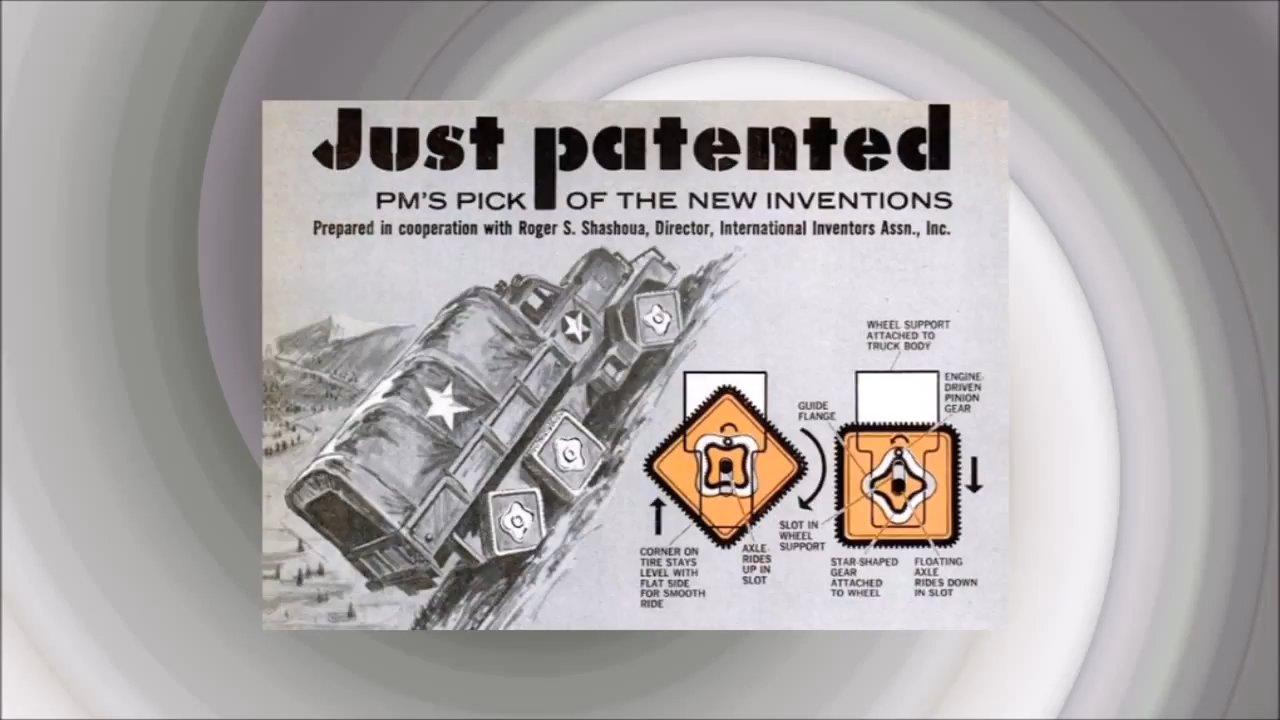 Just patented
PM'S PICK OF THE NEW INVENTIONS
Prepared in cooperation with Roger S. Shashoua, Director, International Inventors Assn., Inc.
WHEEL SUPPORT
ATTACHED TO
TRUCK BODY
ENGINE-
DRIVEN
PINION
GEAR
GUIDE
FLANGE
SLOT IN
WHEEL
SUPPORT
CORNER ON
TIRE STAYS
LEVEL WITH
FLAT SIDE
FOR SMOOTH
RIDE
AXLE
RIDES
UP IN
SLOT
STAR-SHAPED
GEAR
ATTACHED
TO WHEEL
FLOATING
AXLE
RIDES DOWN
IN SLOT